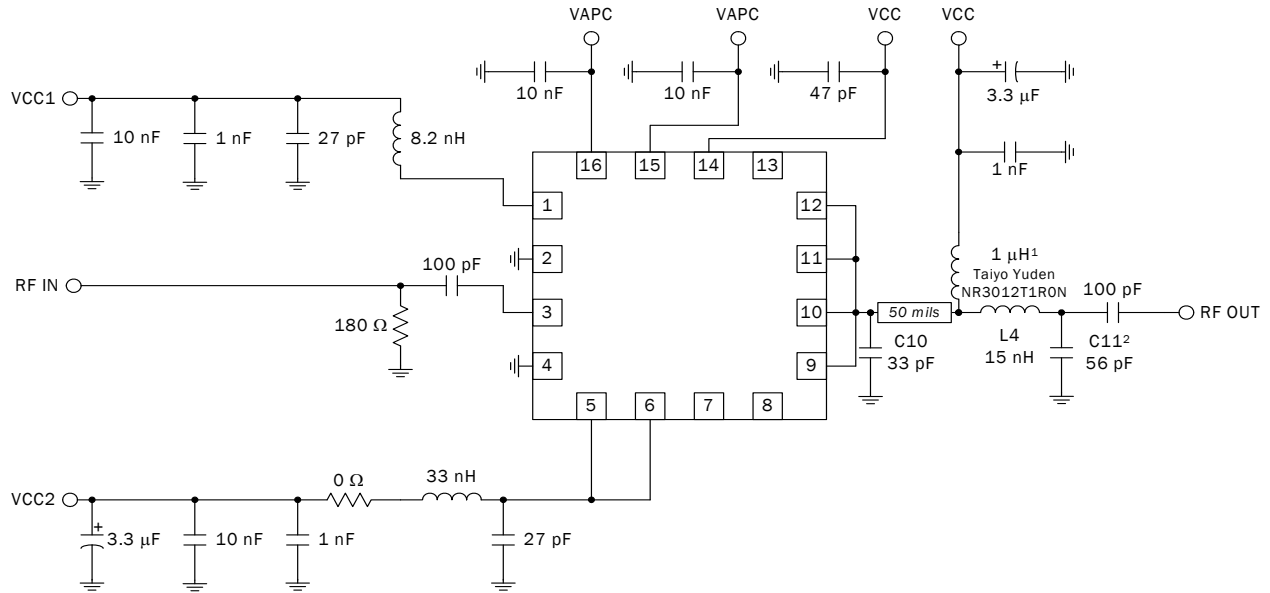 VAPC
VAPC
VCC
VCC
10 nF
10 nF
47 pF
+
3.3 μF
1 nF
VCC1
10 nF
1 nF
27 pF
8.2 nH
16
15
14
13
1
2
3
4
12
11
10
9
5
6
7
8
RF IN
100 pF
180 Ω
1 μH¹
Taiyo Yuden
NR3012T1R0N
50 mils
100 pF
RF OUT
C10
33 pF
L4
15 nH
C11²
56 pF
VCC2
+
3.3 μF
10 nF
1 nF
0 Ω
33 nH
27 pF